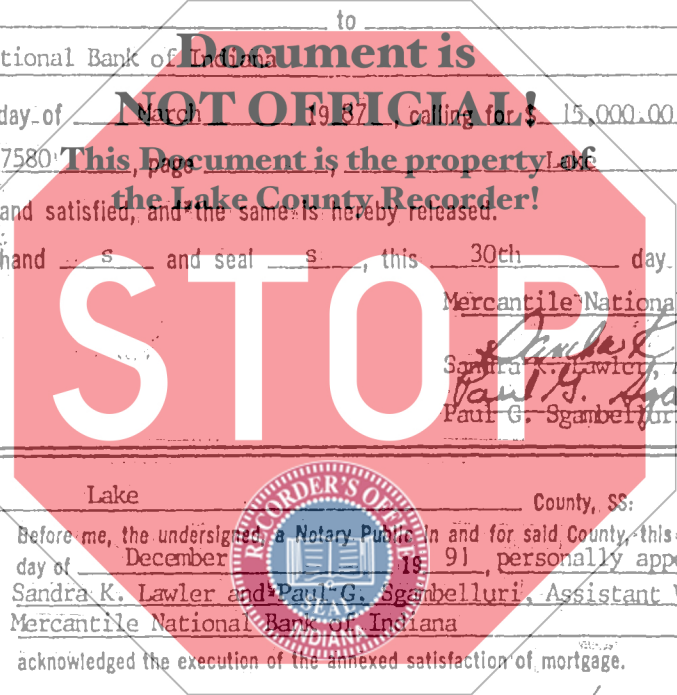 to
tional Bank of Indiana
Document is
day of March 19 87, calling for $ 15,000.00
NOT OFFICIAL!
7580 , page , Lake
This Document is the property of
the Lake County Recorder!
and satisfied, and the same is hereby released.
hand s and seal s, this 30th day
STOP
Mercantile National
Sandra K. Lawler, A
Paul G. Sga
Paul G. Sgambelluri
Lake County, SS:
RECORDER'S OFFICE
SEAL
INDIANA
Before me, the undersigned, a Notary Public in and for said County, this
day of December, 19 91, personally appe
Sandra K. Lawler and Paul G. Sgambelluri, Assistant V
Mercantile National Bank of Indiana
acknowledged the execution of the annexed satisfaction of mortgage.